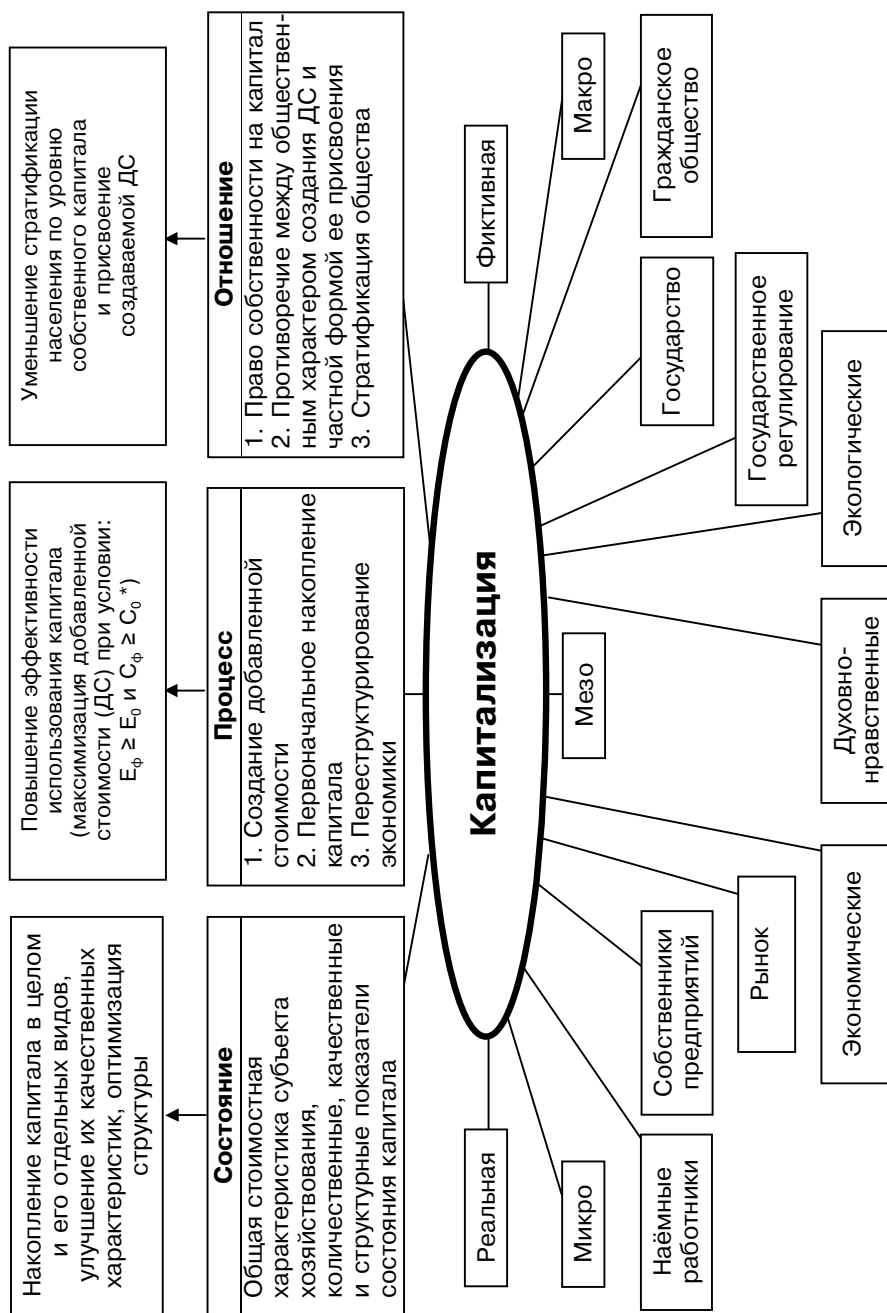 Накопление капитала в целом
и его отдельных видов,
улучшение их качественных
характеристик, оптимизация
структуры
Повышение эффективности
использования капитала
(максимизация добавленной
стоимости (ДС) при условии:
Eф ≥ E0 и Cф ≥ C0 *)
Уменьшение стратификации
населения по уровню
собственного капитала
и присвоение
создаваемой ДС
Состояние
Общая стоимостная
характеристика субъекта
хозяйствования,
количественные, качественные
и структурные показатели
состояния капитала
Процесс
1. Создание добавленной
стоимости
2. Первоначальное накопление
капитала
3. Переструктурирование
экономики
Отношение
1. Право собственности на капитал
2. Противоречие между обществен-
ным характером создания ДС и
частной формой ее присвоения
3. Стратификация общества
Реальная
Капитализация
Фиктивная
Микро
Мезо
Макро
Наёмные
работники
Собственники
предприятий
Государство
Гражданское
общество
Рынок
Государственное
регулирование
Экономические
Духовно-
нравственные
Экологические